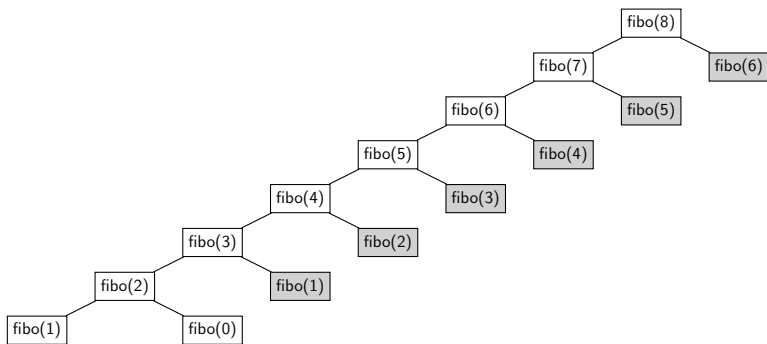 fibo(8)
fibo(7) fibo(6)
fibo(6) fibo(5)
fibo(5) fibo(4)
fibo(4) fibo(3)
fibo(3) fibo(2)
fibo(2) fibo(1)
fibo(1) fibo(0)